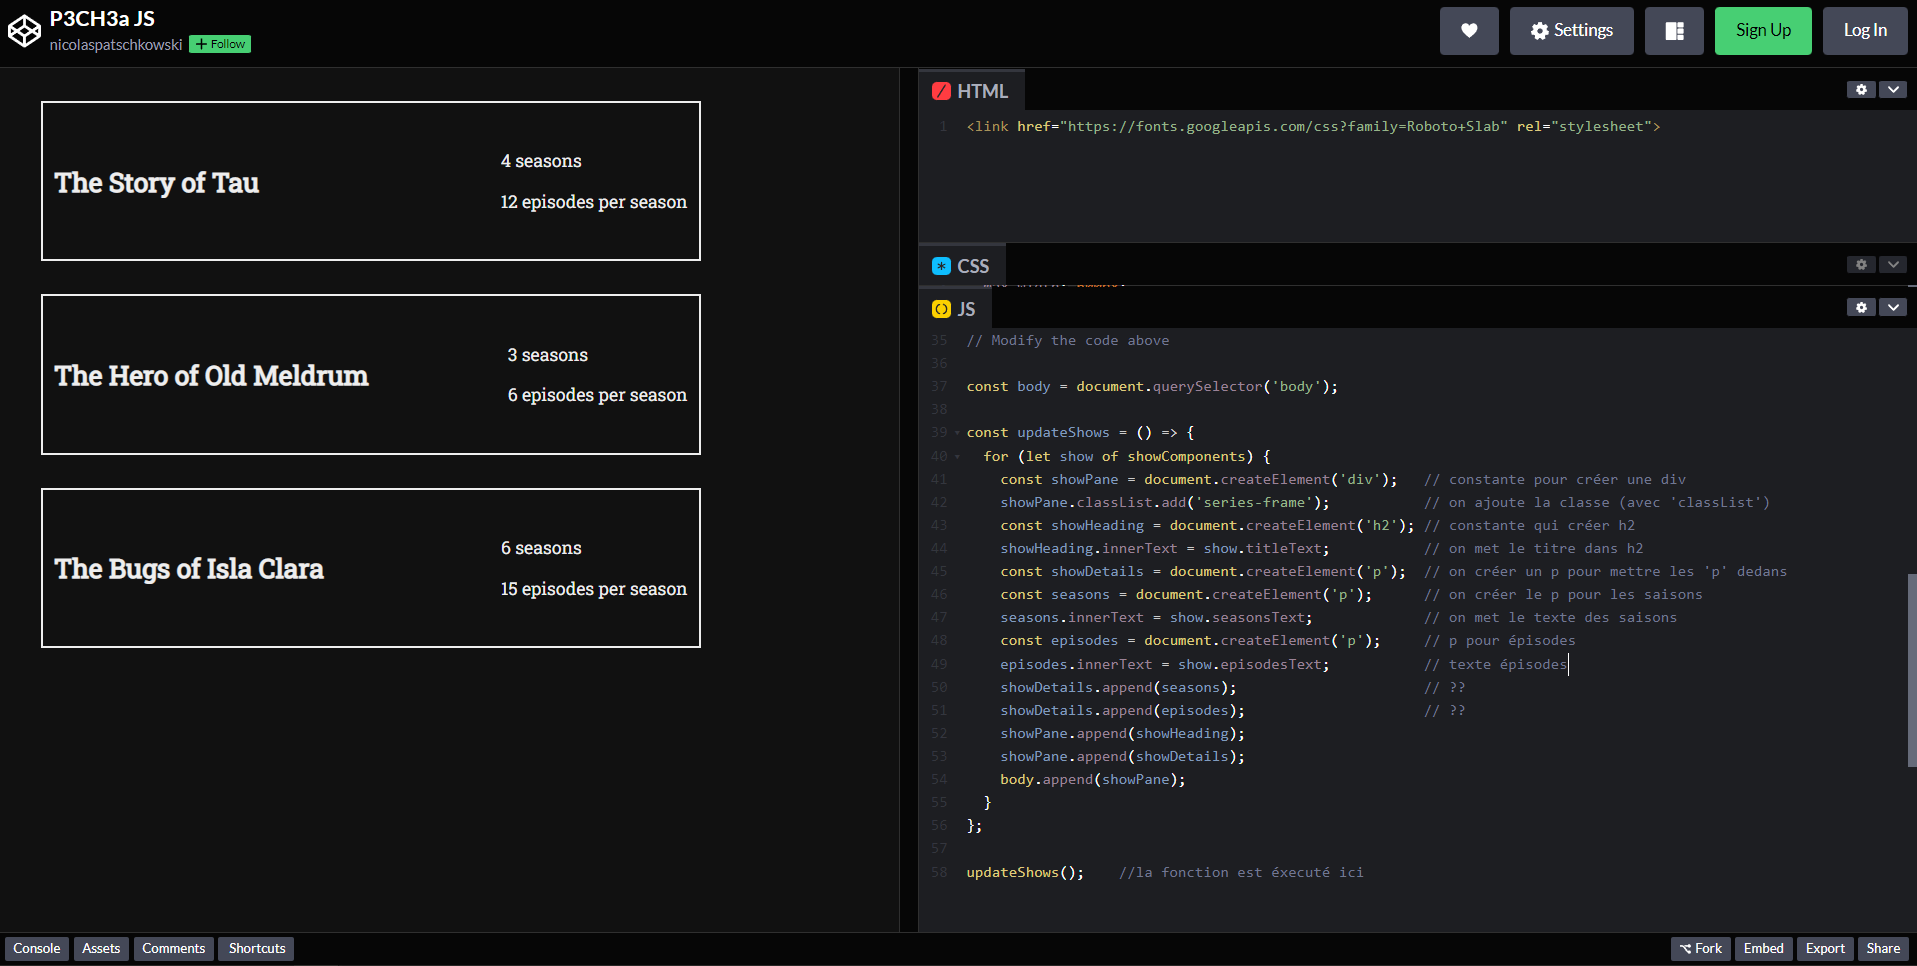 P3CH3a JS
nicolaspatschkowski + Follow
Settings
Sign Up
Log In
The Story of Tau
4 seasons
12 episodes per season
The Hero of Old Meldrum
3 seasons
6 episodes per season
The Bugs of Isla Clara
6 seasons
15 episodes per season
HTML
1 <link href="https://fonts.googleapis.com/css?family=Roboto+Slab" rel="stylesheet">
CSS
JS
35 // Modify the code above
36
37 const body = document.querySelector('body');
38
39 const updateShows = () => {
40 for (let show of showComponents) {
41 const showPane = document.createElement('div'); // constante pour créer une div
42 showPane.classList.add('series-frame'); // on ajoute la classe (avec 'classList')
43 const showHeading = document.createElement('h2'); // constante qui créer h2
44 showHeading.innerText = show.titleText; // on met le titre dans h2
45 const showDetails = document.createElement('p'); // on créer un p pour mettre les 'p' dedans
46 const seasons = document.createElement('p'); // on créer le p pour les saisons
47 seasons.innerText = show.seasonsText; // on met le texte des saisons
48 const episodes = document.createElement('p'); // p pour épisodes
49 episodes.innerText = show.episodesText; // texte épisodes
50 showDetails.append(seasons); // ??
51 showDetails.append(episodes); // ??
52 showPane.append(showHeading);
53 showPane.append(showDetails);
54 body.append(showPane);
55 }
56 };
57
58 updateShows(); //la fonction est éxecuté ici
Console
Assets
Comments
Shortcuts
Fork
Embed
Export
Share